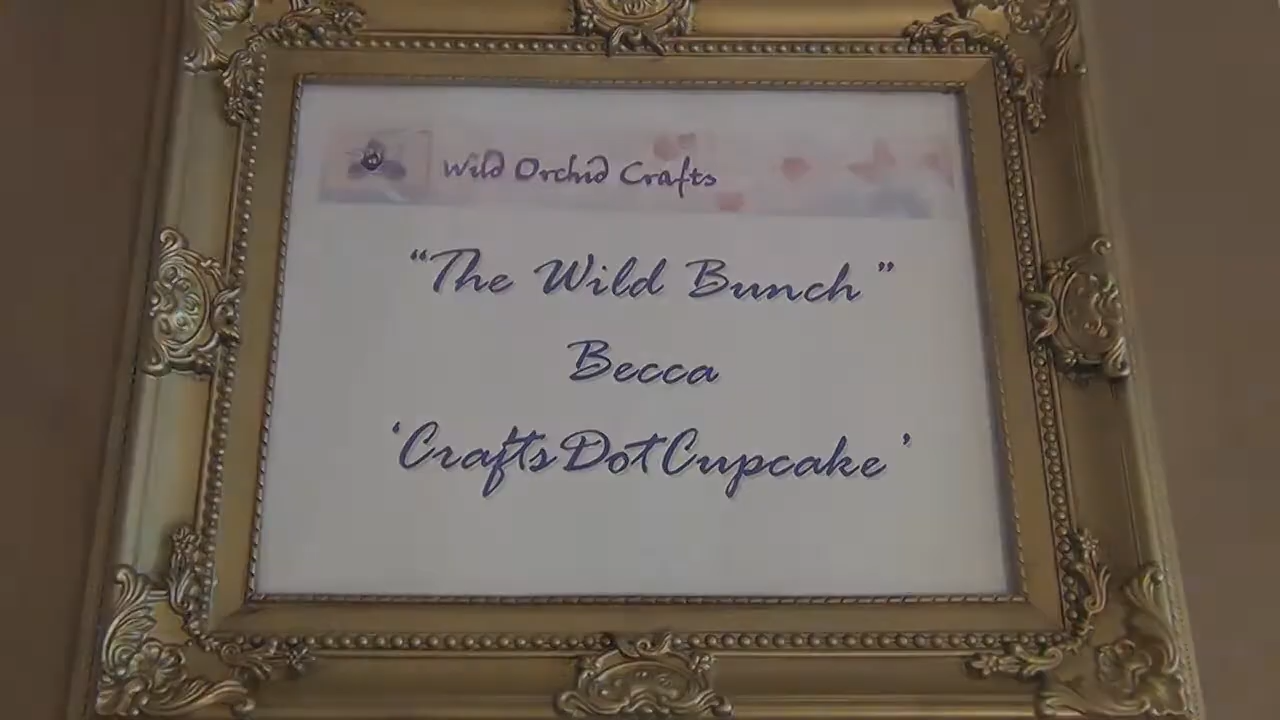 Wild Orchid Crafts
"The Wild Bunch"
Becca
'CraftsDotCupcake'